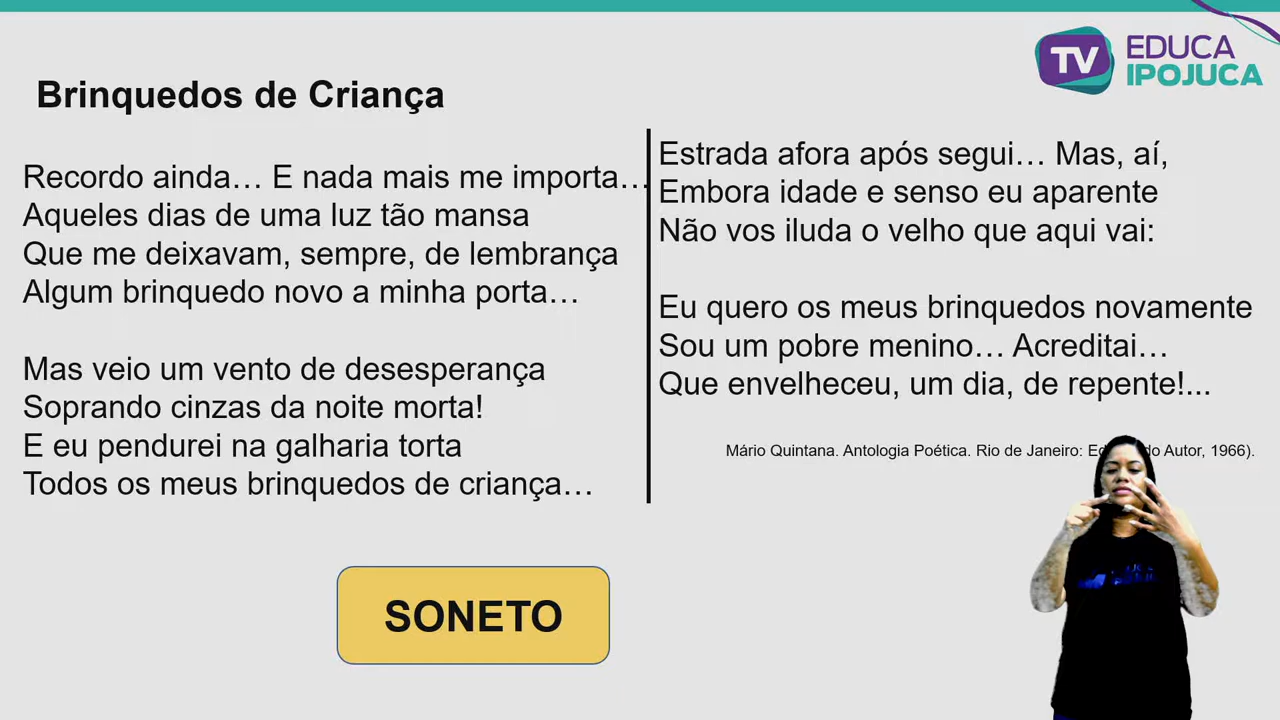 TV EDUCA
IPOJUCA
Brinquedos de Criança
Recordo ainda… E nada mais me importa…
Aqueles dias de uma luz tão mansa
Que me deixavam, sempre, de lembrança
Algum brinquedo novo a minha porta…
Mas veio um vento de desesperança
Soprando cinzas da noite morta!
E eu pendurei na galharia torta
Todos os meus brinquedos de criança…
Estrada afora após segui… Mas, aí,
Embora idade e senso eu aparente
Não vos iluda o velho que aqui vai:
Eu quero os meus brinquedos novamente
Sou um pobre menino… Acreditai…
Que envelheceu, um dia, de repente!...
Mário Quintana. Antologia Poética. Rio de Janeiro: Autor, 1966).
SONETO